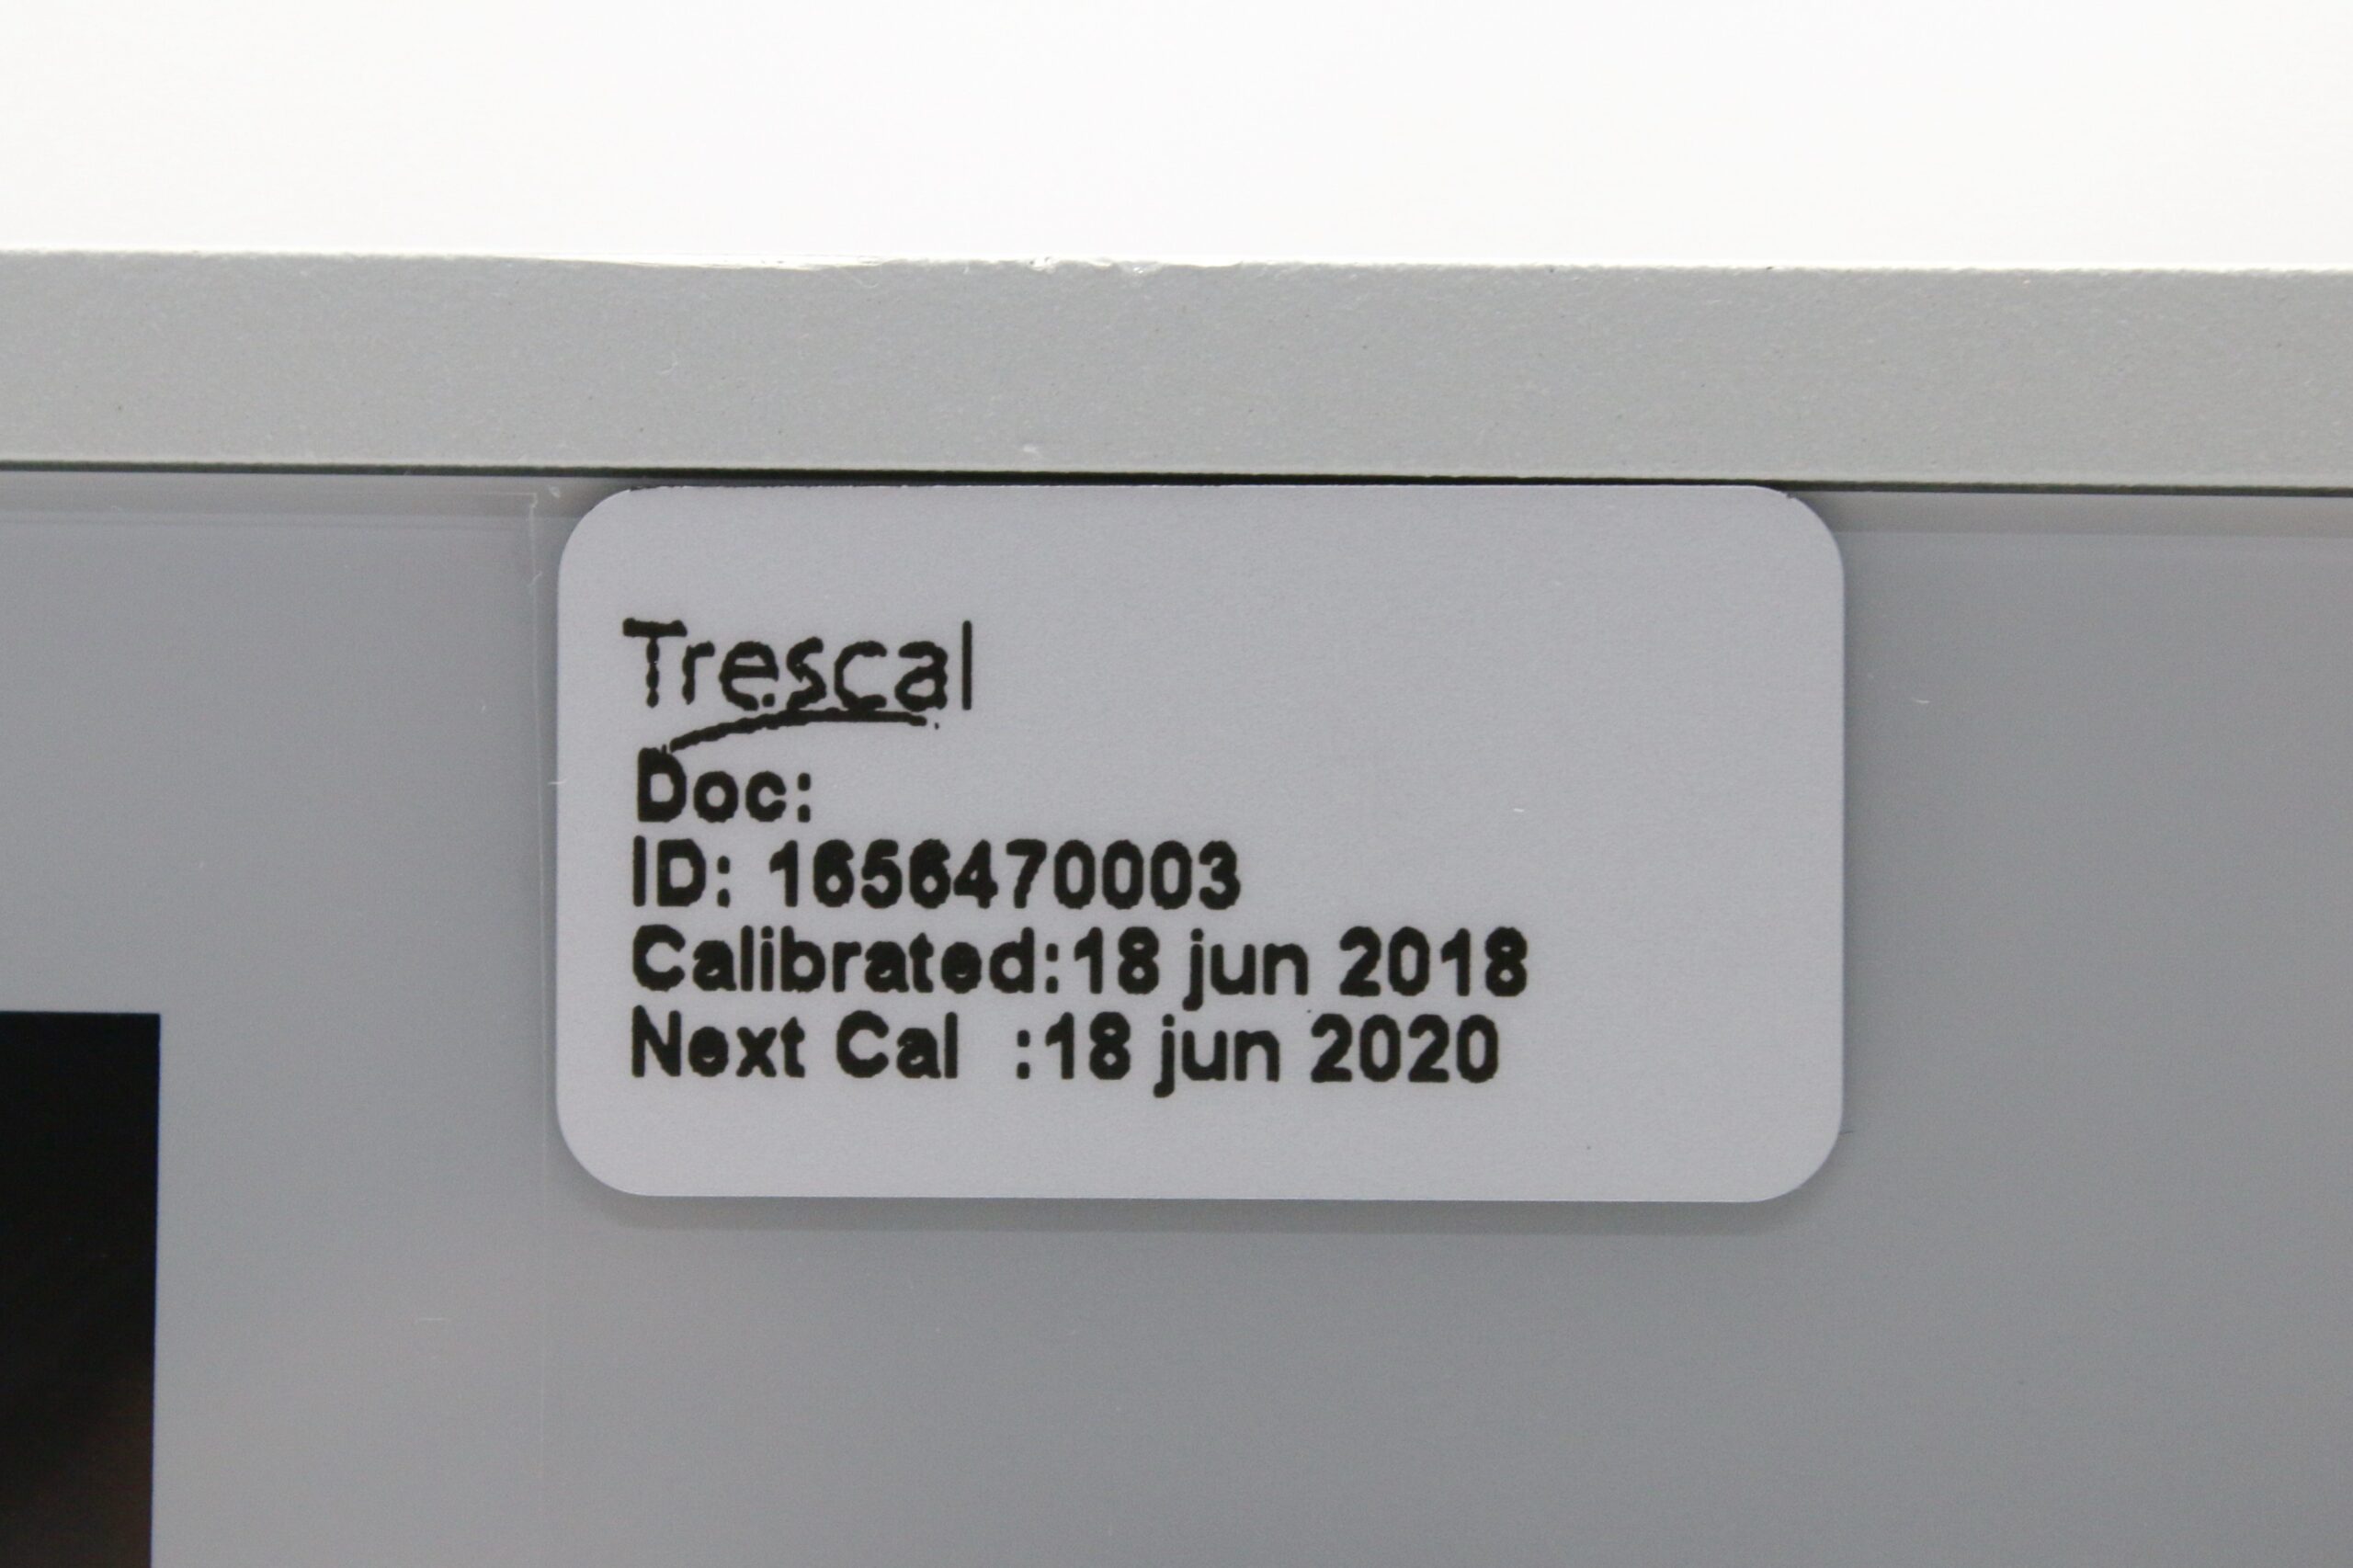 Trescal
Doc:
ID: 1656470003
Calibrated:18 jun 2018
Next Cal  :18 jun 2020